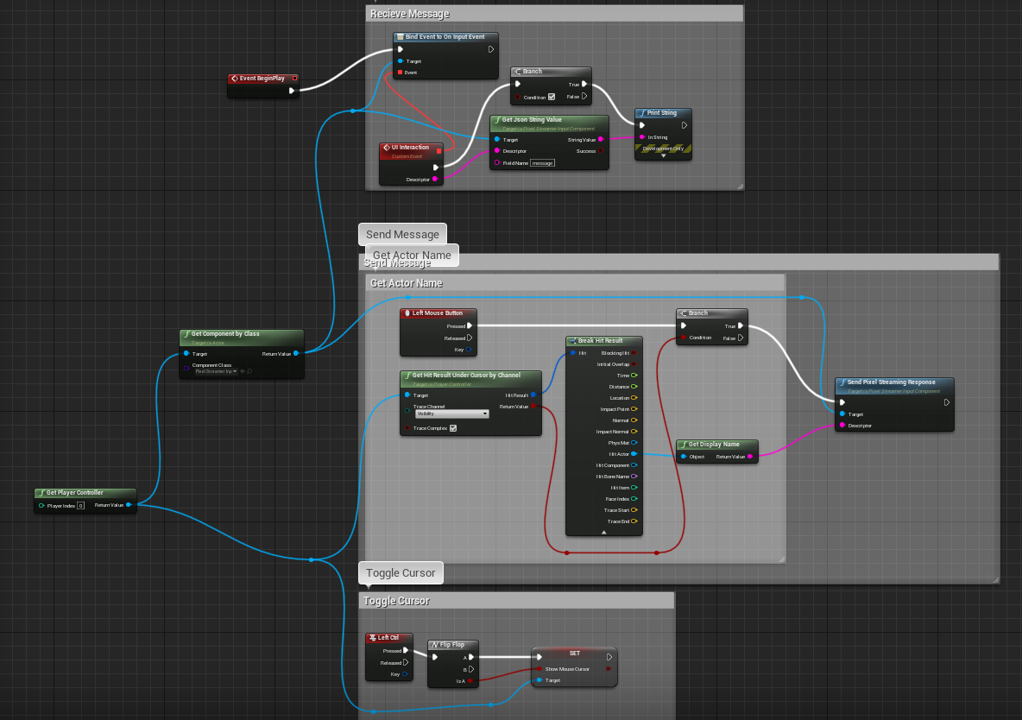 Recieve Message
Bind Event to On Input Event
Target
Event
Event BeginPlay
Branch
True
Condition
False
Get Json String Value
Target is Pixel Streamer Input Component
Target
String Value
Descriptor
Success
Field Name
message
Print String
In String
Development Only
UI Interaction
Custom Event
Descriptor
Send Message
Get Actor Name
Send Message
Get Actor Name
Left Mouse Button
Pressed
Released
Key
Branch
True
Condition
False
Get Component by Class
Target is Actor
Target
Return Value
Component Class
Break Hit Result
Hit
Blocking Hit
Initial Overlap
Time
Distance
Location
Impact Point
Normal
Impact Normal
Phys Mat
Hit Actor
Hit Component
Hit Bone Name
Hit Item
Face Index
Trace Start
Trace End
Get Hit Result Under Cursor by Channel
Target is Player Controller
Target
Hit Result
Trace Channel
Return Value
Visibility
Trace Complex
Send Pixel Streaming Response
Target is Pixel Streamer Input Component
Target
Descriptor
Get Display Name
Object
Return Value
Get Player Controller
Player Index
0
Return Value
Toggle Cursor
Toggle Cursor
Left Ctrl
Pressed
Released
Key
Flip Flop
A
B
Is A
SET
Show Mouse Cursor
Target